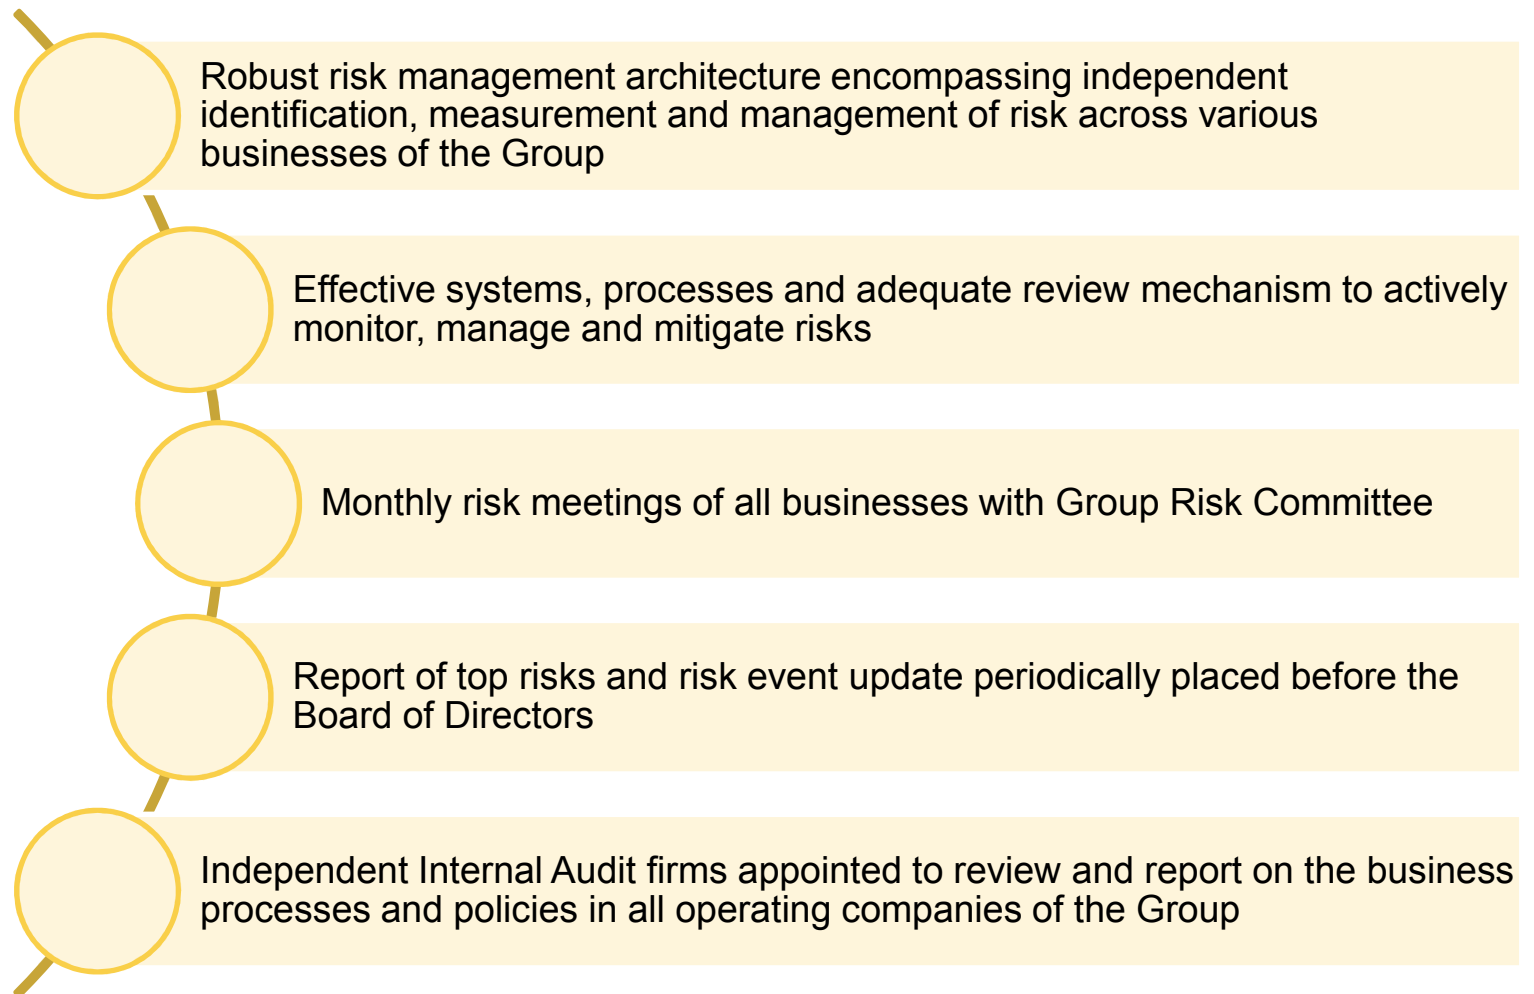 Robust risk management architecture encompassing independent
identification, measurement and management of risk across various
businesses of the Group
Effective systems, processes and adequate review mechanism to actively
monitor, manage and mitigate risks
Monthly risk meetings of all businesses with Group Risk Committee
Report of top risks and risk event update periodically placed before the
Board of Directors
Independent Internal Audit firms appointed to review and report on the business
processes and policies in all operating companies of the Group